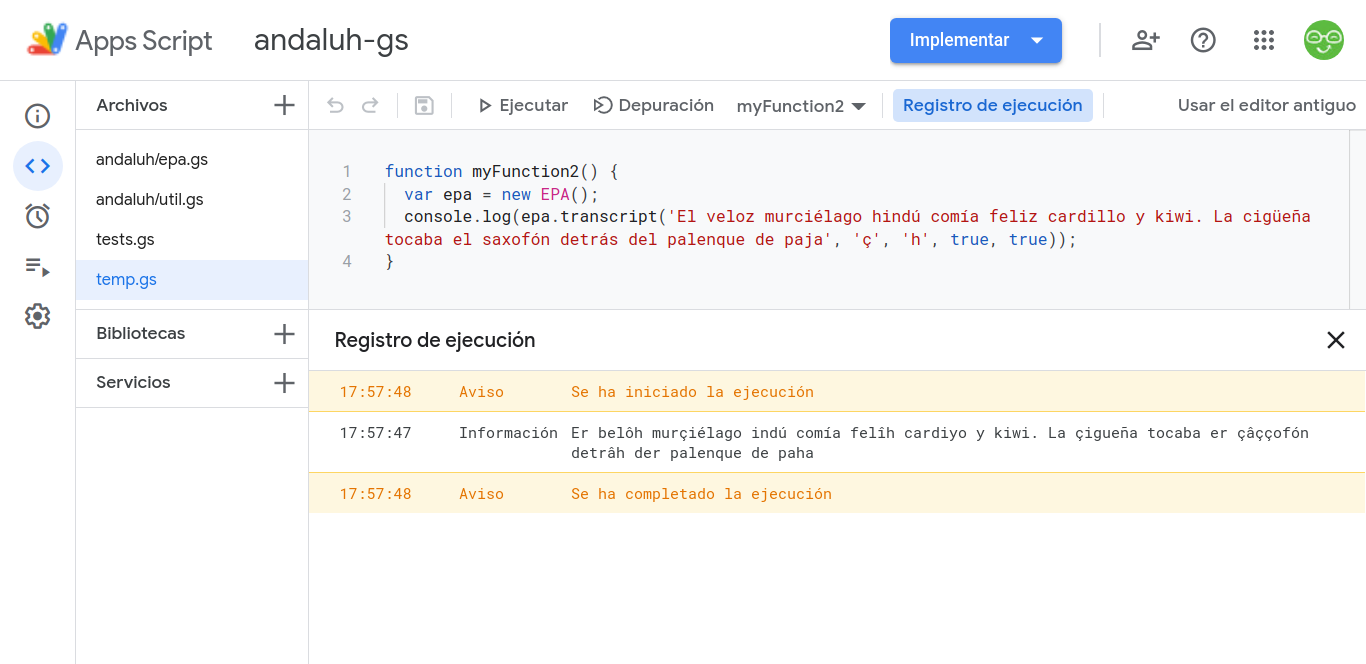 Apps Script
andaluh-gs
Implementar
Archivos
Ejecutar
Depuración
myFunction2
Registro de ejecución
Usar el editor antiguo
andaluh/epa.gs
andaluh/util.gs
tests.gs
temp.gs
Bibliotecas
Servicios
1 function myFunction2() {
2 var epa = new EPA();
3 console.log(epa.transcript('El veloz murciélago hindú comía feliz cardillo y kiwi. La cigüeña
tocaba el saxofón detrás del palenque de paja', 'ç', 'h', true, true));
4 }
Registro de ejecución
17:57:48 Aviso Se ha iniciado la ejecución
17:57:47 Información Er belôh murçiélago indú comía felîh cardiyo y kiwi. La çigueña tocaba er çâççofón
detrâh der palenque de paha
17:57:48 Aviso Se ha completado la ejecución